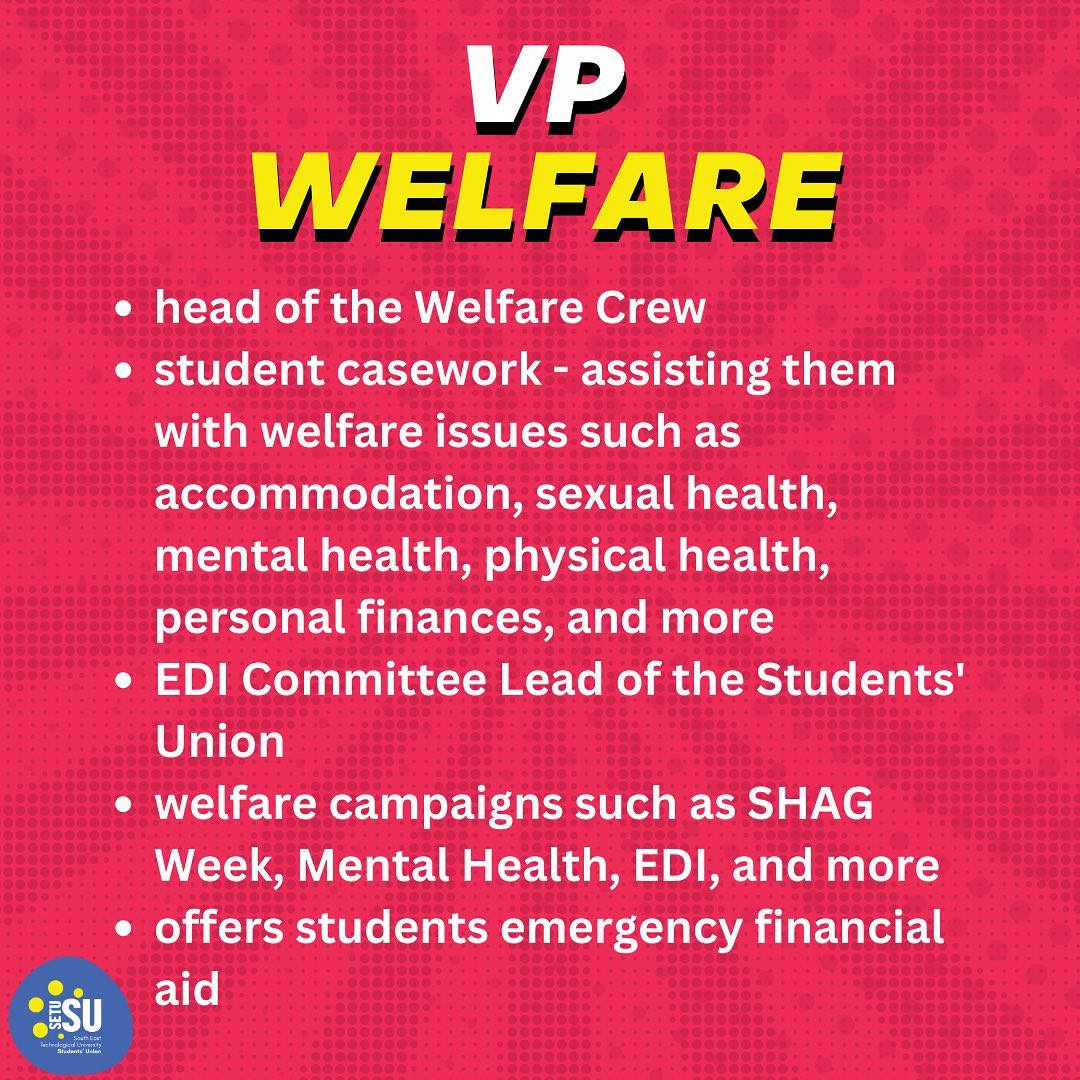 VP
WELFARE
• head of the Welfare Crew
• student casework - assisting them
with welfare issues such as
accommodation, sexual health,
mental health, physical health,
personal finances, and more
• EDI Committee Lead of the Students'
Union
• welfare campaigns such as SHAG
Week, Mental Health, EDI, and more
• offers students emergency financial
aid
SETU
SU
South East
Technological University
Students' Union